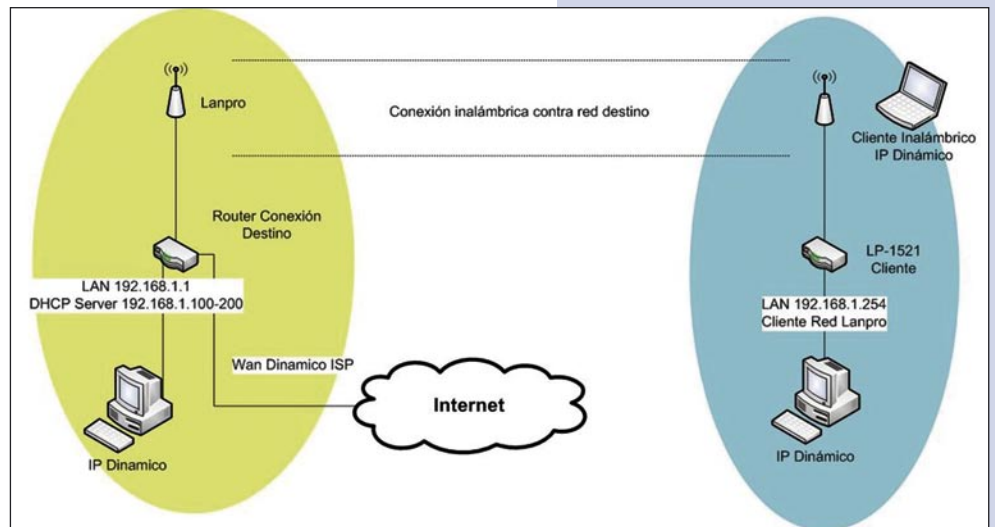 Lanpro
Conexión inalámbrica contra red destino
Cliente Inalámbrico
IP Dinámico
Router Conexión
Destino
LP-1521
Cliente
LAN 192.168.1.1
DHCP Server 192.168.1.100-200
LAN 192.168.1.254
Cliente Red Lanpro
Wan Dinamico ISP
Internet
IP Dinamico
IP Dinámico